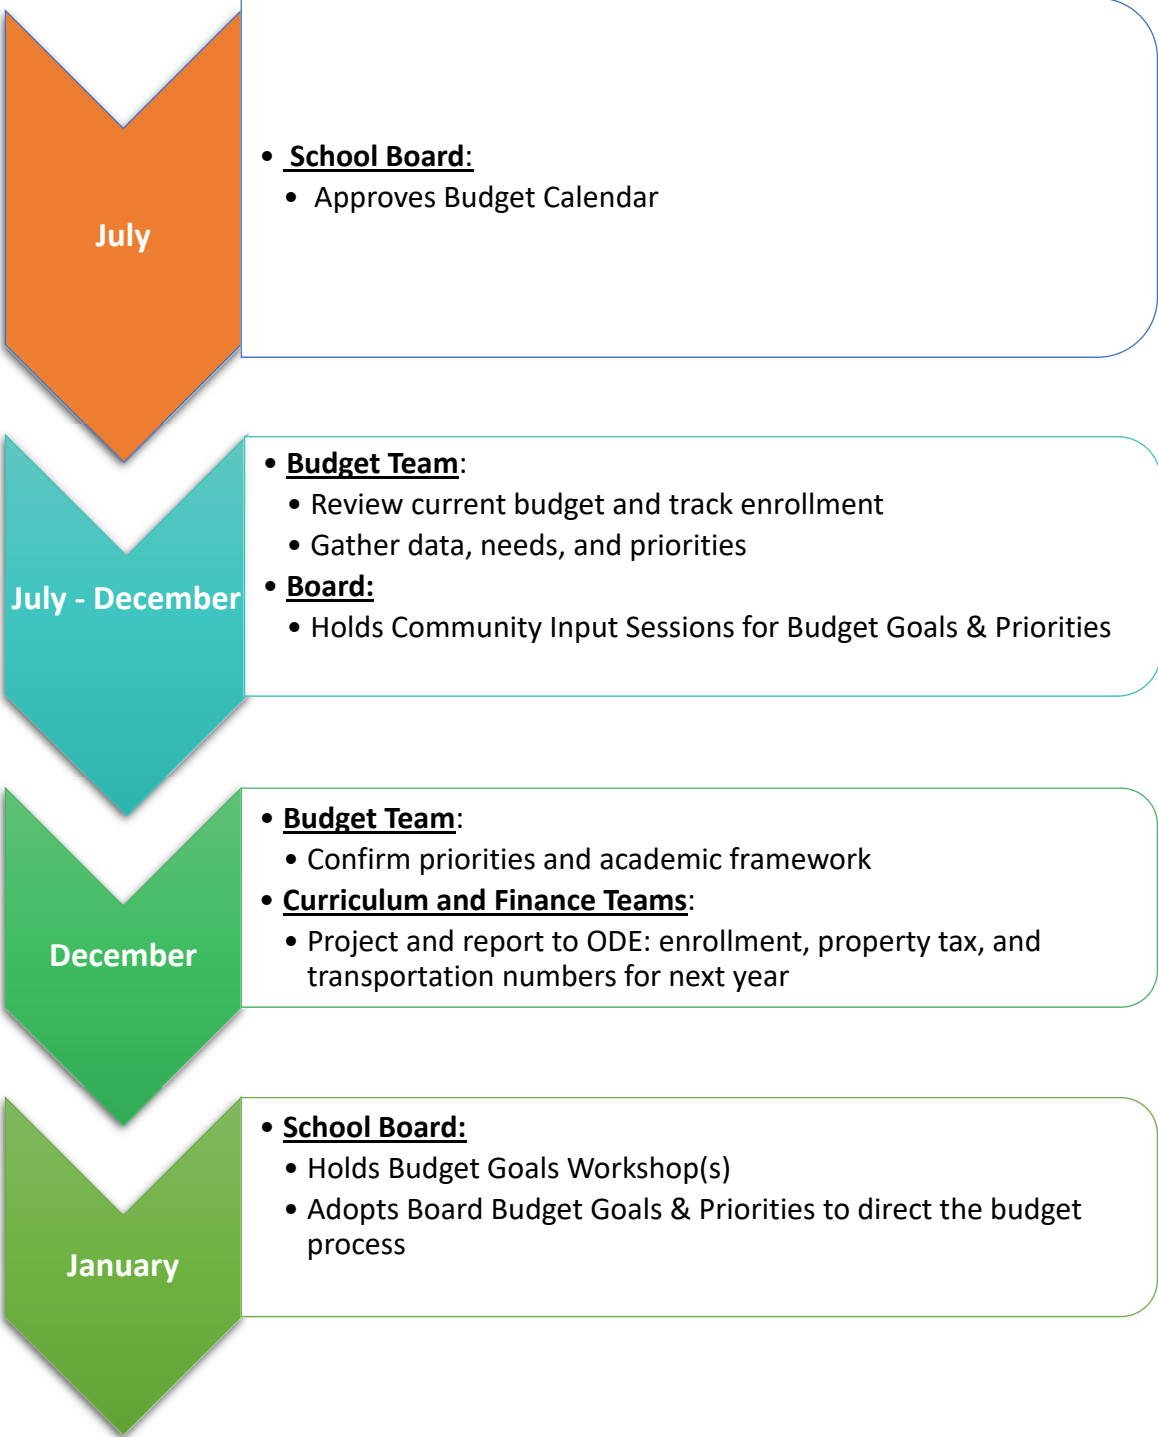 July
• School Board:
• Approves Budget Calendar
July - December
• Budget Team:
• Review current budget and track enrollment
• Gather data, needs, and priorities
• Board:
• Holds Community Input Sessions for Budget Goals & Priorities
December
• Budget Team:
• Confirm priorities and academic framework
• Curriculum and Finance Teams:
• Project and report to ODE: enrollment, property tax, and
transportation numbers for next year
January
• School Board:
• Holds Budget Goals Workshop(s)
• Adopts Board Budget Goals & Priorities to direct the budget
process